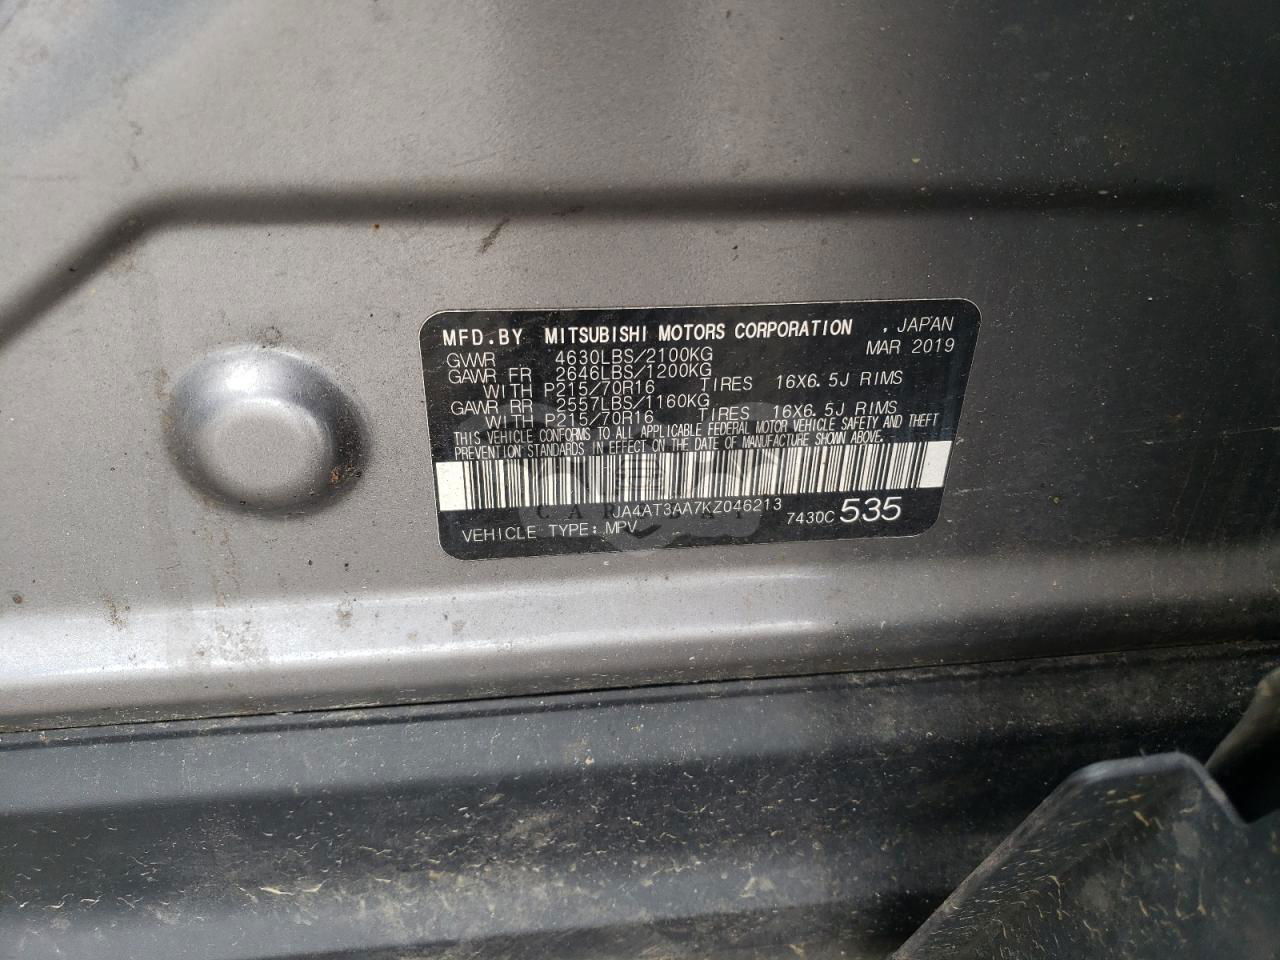 MFD.BY MITSUBISHI MOTORS CORPORATION , JAPAN
GVWR 4630LBS/2100KG MAR 2019
GAWR FR 2646LBS/1200KG
WITH P215/70R16 TIRES 16X6.5J RIMS
GAWR RR 2557LBS/1160KG
WITH P215/70R16 TIRES 16X6.5J RIMS
THIS VEHICLE CONFORMS TO ALL APPLICABLE FEDERAL MOTOR VEHICLE SAFETY AND THEFT
PREVENTION STANDARDS IN EFFECT ON THE DATE OF MANUFACTURE SHOWN ABOVE.
JA4AT3AA7KZ046213
VEHICLE TYPE: MPV 7430C 535